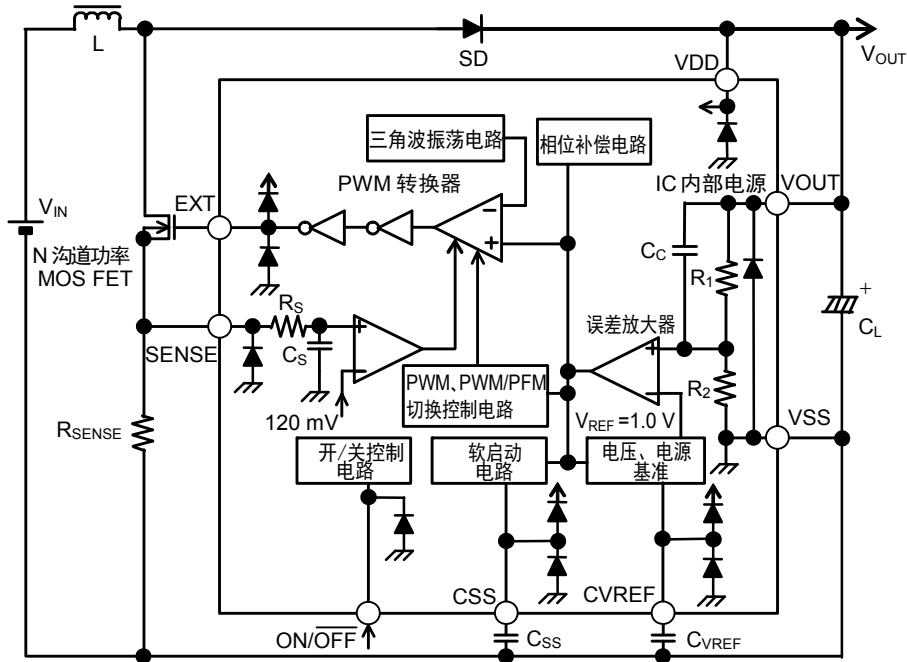 L
SD
VOUT
VDD
三角波振荡电路
相位补偿电路
PWM 转换器
IC 内部电源
VOUT
EXT
VIN
N 沟道功率
MOS FET
−
+
CC
R1
+
CL
RS
CS
SENSE
+
−
误差放大器
+
−
R2
RSENSE
120 mV
PWM、PWM/PFM
切换控制电路
VREF =1.0 V
VSS
开/关控制
电路
软启动
电路
电压、电源
基准
CSS
CVREF
ON/OFF
CSS
CVREF